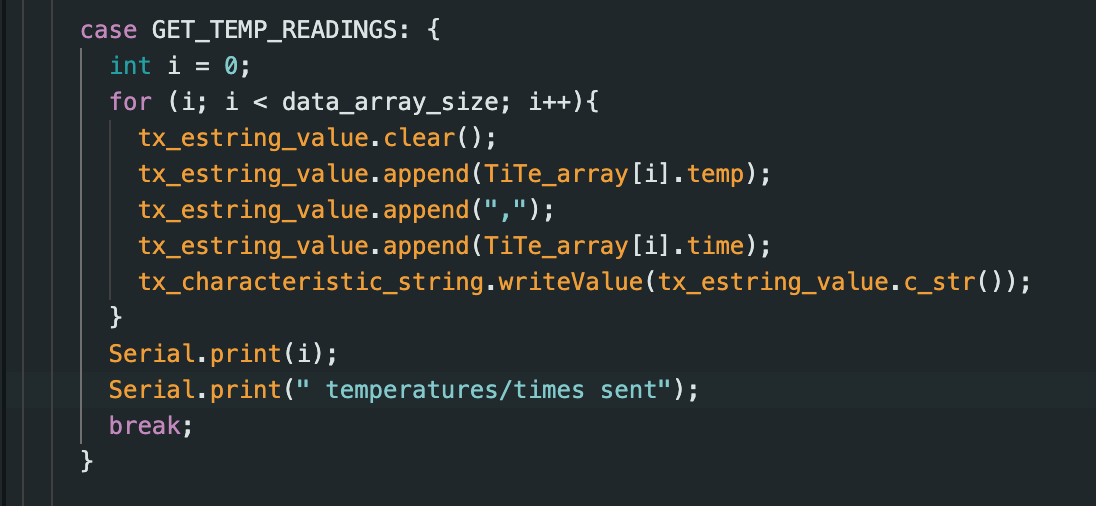 case GET_TEMP_READINGS: {
int i = 0;
for (i; i < data_array_size; i++){
tx_estring_value.clear();
tx_estring_value.append(TiTe_array[i].temp);
tx_estring_value.append(",");
tx_estring_value.append(TiTe_array[i].time);
tx_characteristic_string.writeValue(tx_estring_value.c_str());
}
Serial.print(i);
Serial.print(" temperatures/times sent");
break;
}